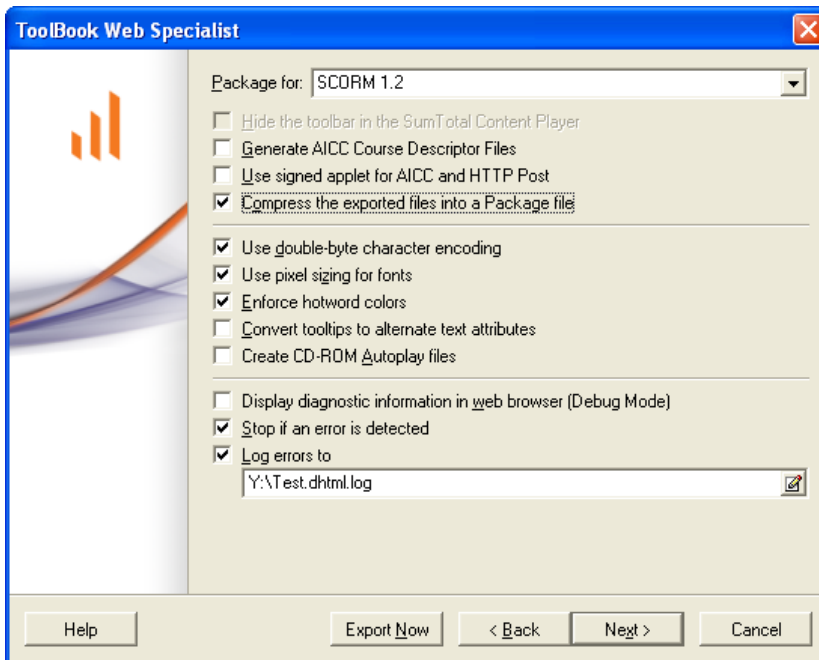 ToolBook Web Specialist
Package for: SCORM 1.2
Hide the toolbar in the SumTotal Content Player
Generate AICC Course Descriptor Files
Use signed applet for AICC and HTTP Post
Compress the exported files into a Package file
Use double-byte character encoding
Use pixel sizing for fonts
Enforce hotword colors
Convert tooltips to alternate text attributes
Create CD-ROM Autoplay files
Display diagnostic information in web browser (Debug Mode)
Stop if an error is detected
Log errors to
Y:\Test.dhtml.log
Help Export Now < Back Next > Cancel